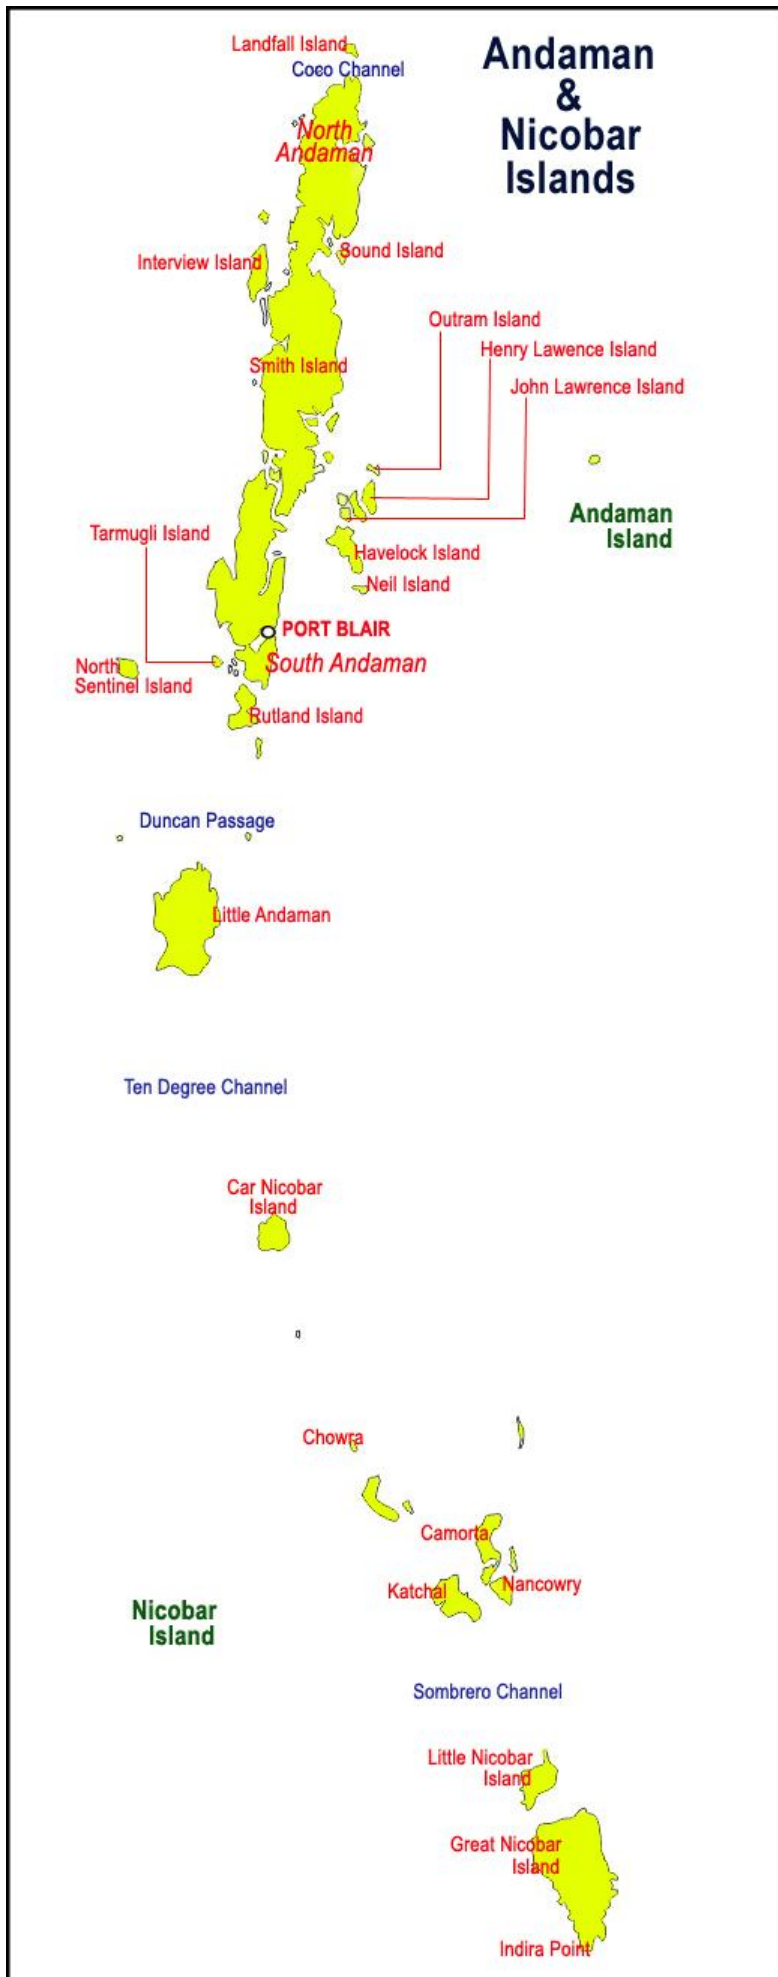 Landfall Island
Andaman
&
Nicobar
Islands
Coco Channel
North
Andaman
Sound Island
Interview Island
Outram Island
Henry Lawence Island
Smith Island
John Lawrence Island
Andaman
Island
Tarmugli Island
Havelock Island
Neil Island
PORT BLAIR
South Andaman
North
Sentinel Island
Rutland Island
Duncan Passage
Little Andaman
Ten Degree Channel
Car Nicobar
Island
Chowra
Camorta
Katchal
Nancowry
Nicobar
Island
Sombrero Channel
Little Nicobar
Island
Great Nicobar
Island
Indira Point